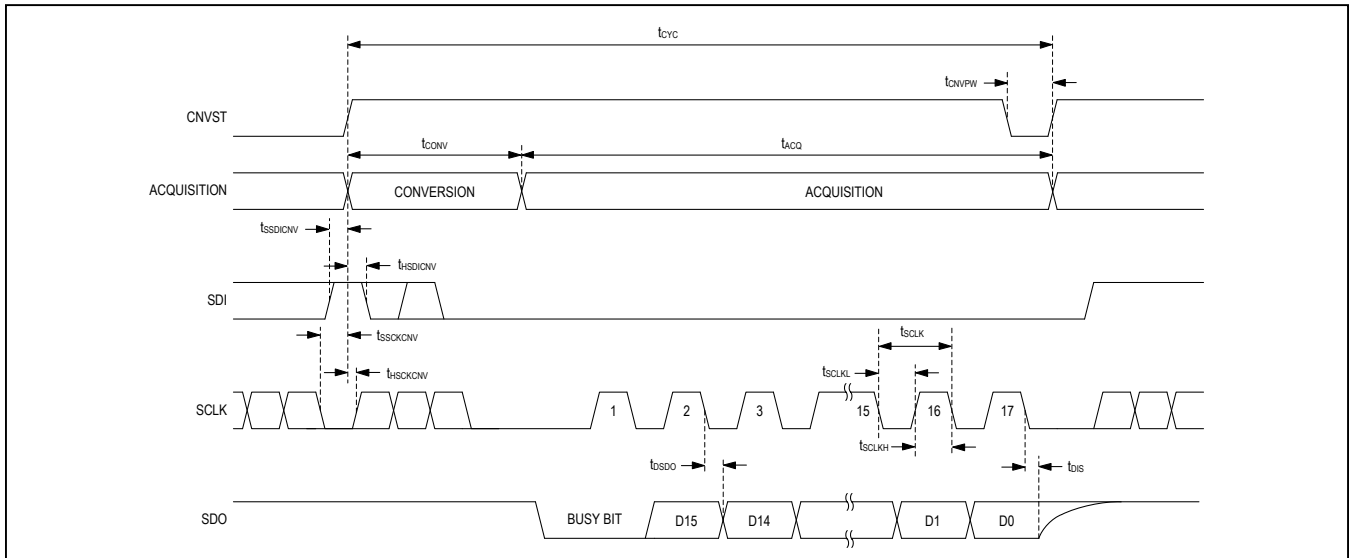 tCYC
tCNVPW
CNVST
tCONV
tACQ
ACQUISITION
CONVERSION
ACQUISITION
tSSDICNV
tHSDICNV
SDI
tSSCKCNV
tSCLK
tHSCKCNV
tSCLKL
SCLK
1 2 3 15 16 17
tSCLKH
tDSDO
tDIS
SDO
BUSY BIT D15 D14 D1 D0